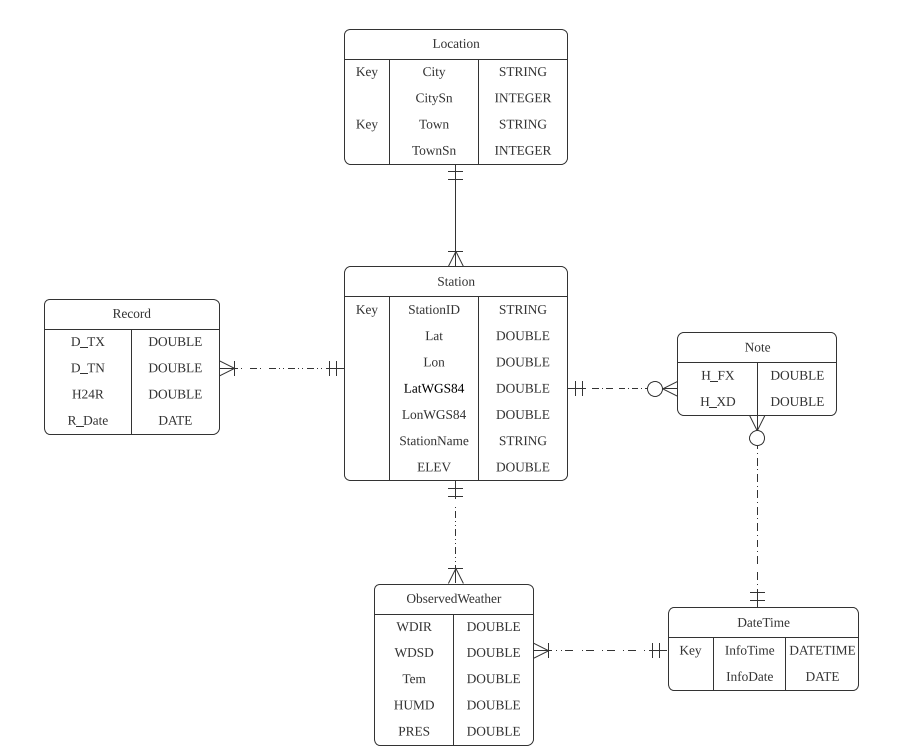 Location
Key City STRING
CitySn INTEGER
Key Town STRING
TownSn INTEGER
Station
Key StationID STRING
Lat DOUBLE
Lon DOUBLE
LatWGS84 DOUBLE
LonWGS84 DOUBLE
StationName STRING
ELEV DOUBLE
Record
D_TX DOUBLE
D_TN DOUBLE
H24R DOUBLE
R_Date DATE
Note
H_FX DOUBLE
H_XD DOUBLE
ObservedWeather
WDIR DOUBLE
WDSD DOUBLE
Tem DOUBLE
HUMD DOUBLE
PRES DOUBLE
DateTime
Key InfoTime DATETIME
InfoDate DATE